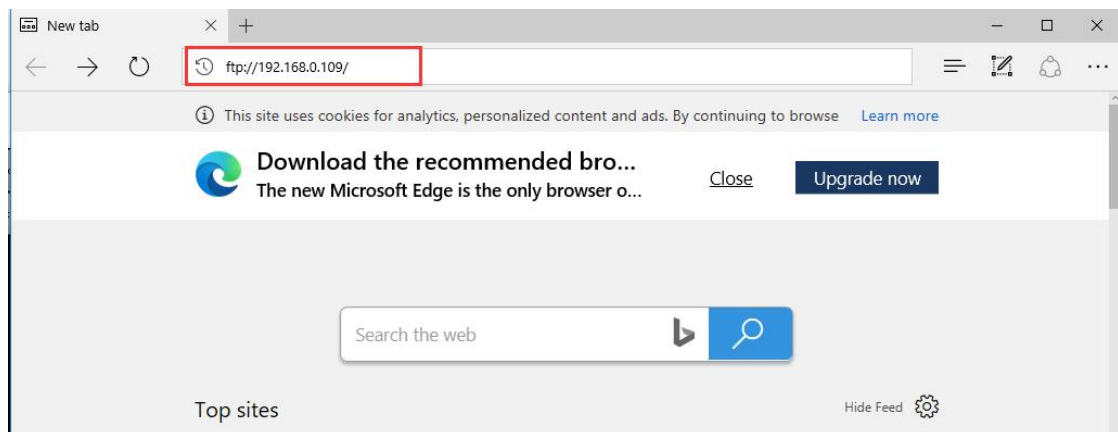 New tab
ftp://192.168.0.109/
This site uses cookies for analytics, personalized content and ads. By continuing to browse Learn more
Download the recommended bro...
The new Microsoft Edge is the only browser o...
Close
Upgrade now
Search the web
Top sites
Hide Feed